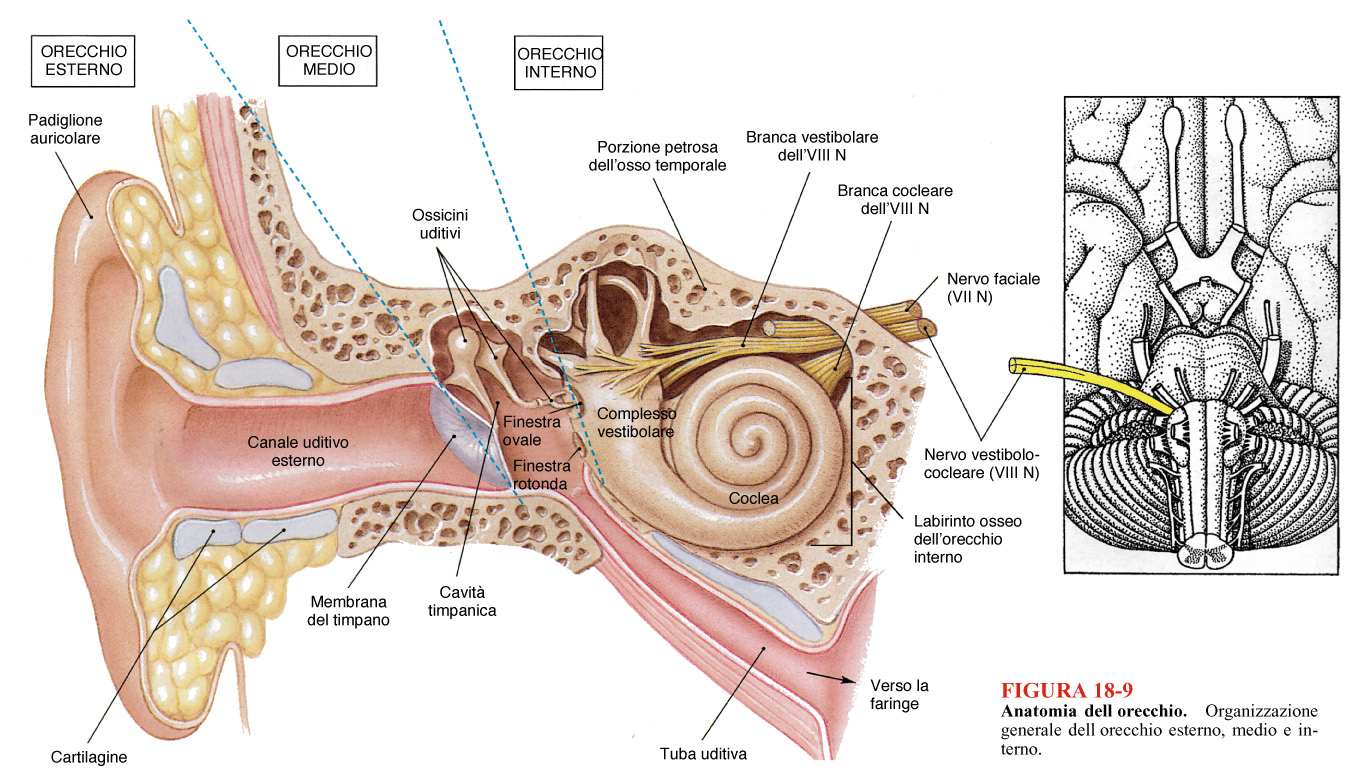 ORECCHIO
ESTERNO
ORECCHIO
MEDIO
ORECCHIO
INTERNO
Padiglione
auricolare
Ossicini
uditivi
Porzione petrosa
dell'osso temporale
Branca vestibolare
dell'VIII N
Branca cocleare
dell'VIII N
Nervo faciale
(VII N)
Canale uditivo
esterno
Finestra
ovale
Finestra
rotonda
Complesso
vestibolare
Coclea
Nervo vestibolo-
cocleare (VIII N)
Labirinto osseo
dell'orecchio
interno
Membrana
del timpano
Cavità
timpanica
Verso la
faringe
Tuba uditiva
Cartilagine
FIGURA 18-9
Anatomia dell orecchio. Organizzazione
generale dell orecchio esterno, medio e in-
terno.